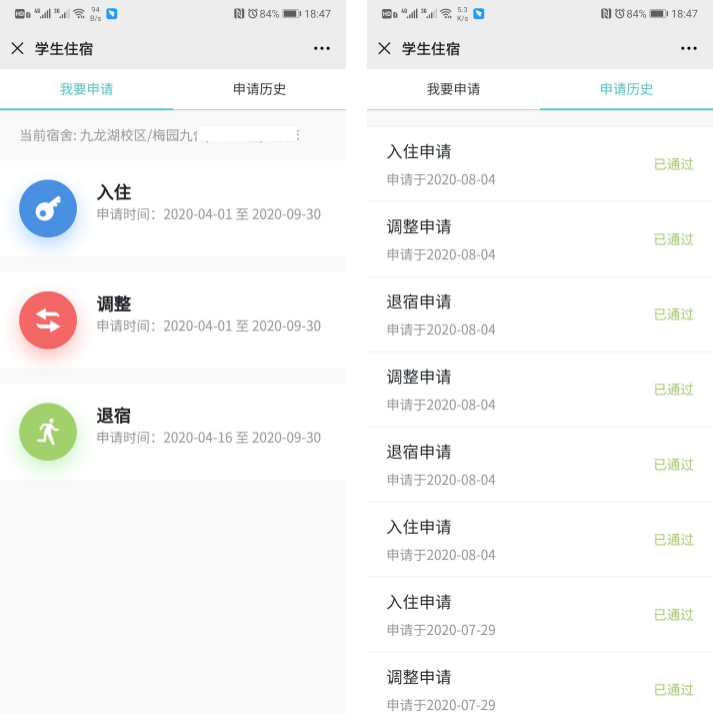 94
B/s
84%
18:47
学生住宿
我要申请
申请历史
当前宿舍: 九龙湖校区/梅园九
入住
申请时间：2020-04-01 至 2020-09-30
调整
申请时间：2020-04-01 至 2020-09-30
退宿
申请时间：2020-04-16 至 2020-09-30
5.3
K/s
84%
18:47
学生住宿
我要申请
申请历史
入住申请
申请于2020-08-04
已通过
调整申请
申请于2020-08-04
已通过
退宿申请
申请于2020-08-04
已通过
调整申请
申请于2020-08-04
已通过
退宿申请
申请于2020-08-04
已通过
入住申请
申请于2020-08-04
已通过
入住申请
申请于2020-07-29
已通过
调整申请
申请于2020-07-29
已通过